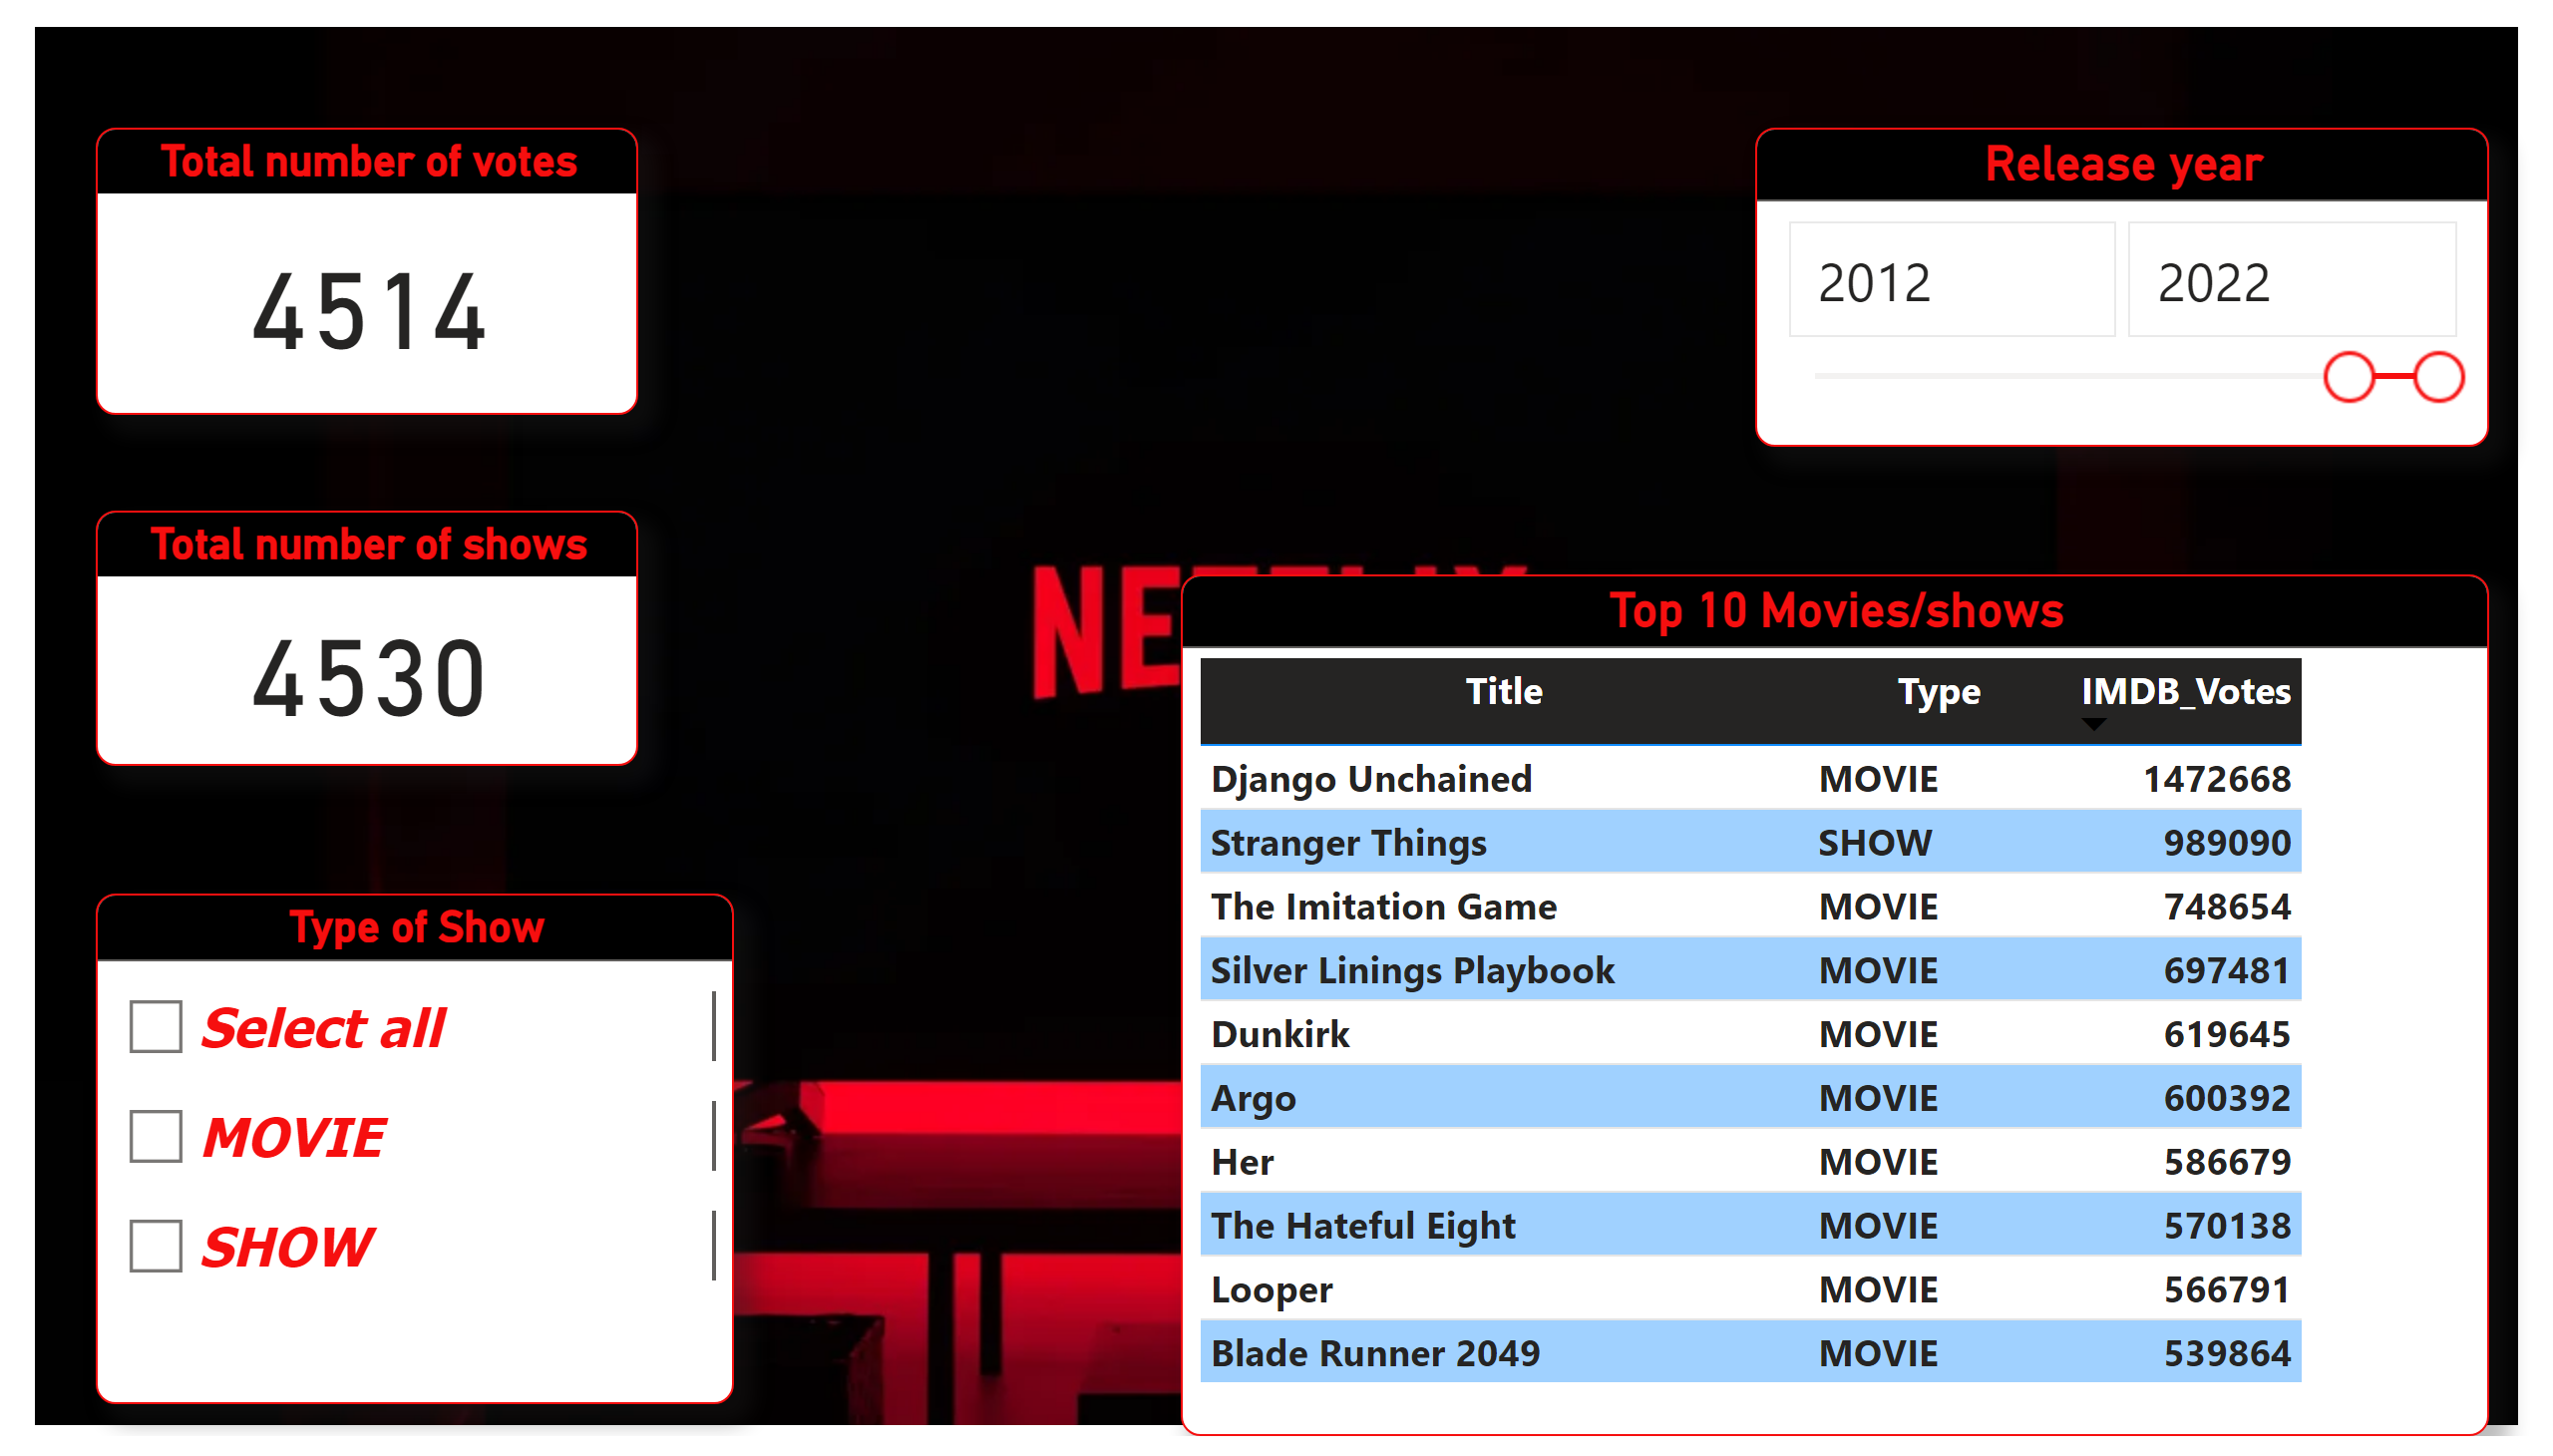 Total number of votes
4514
Release year
2012 2022
Total number of shows
4530
NE
Top 10 Movies/shows
Title Type IMDB_Votes
Django Unchained MOVIE 1472668
Stranger Things SHOW 989090
The Imitation Game MOVIE 748654
Silver Linings Playbook MOVIE 697481
Dunkirk MOVIE 619645
Argo MOVIE 600392
Her MOVIE 586679
The Hateful Eight MOVIE 570138
Looper MOVIE 566791
Blade Runner 2049 MOVIE 539864
Type of Show
Select all
MOVIE
SHOW